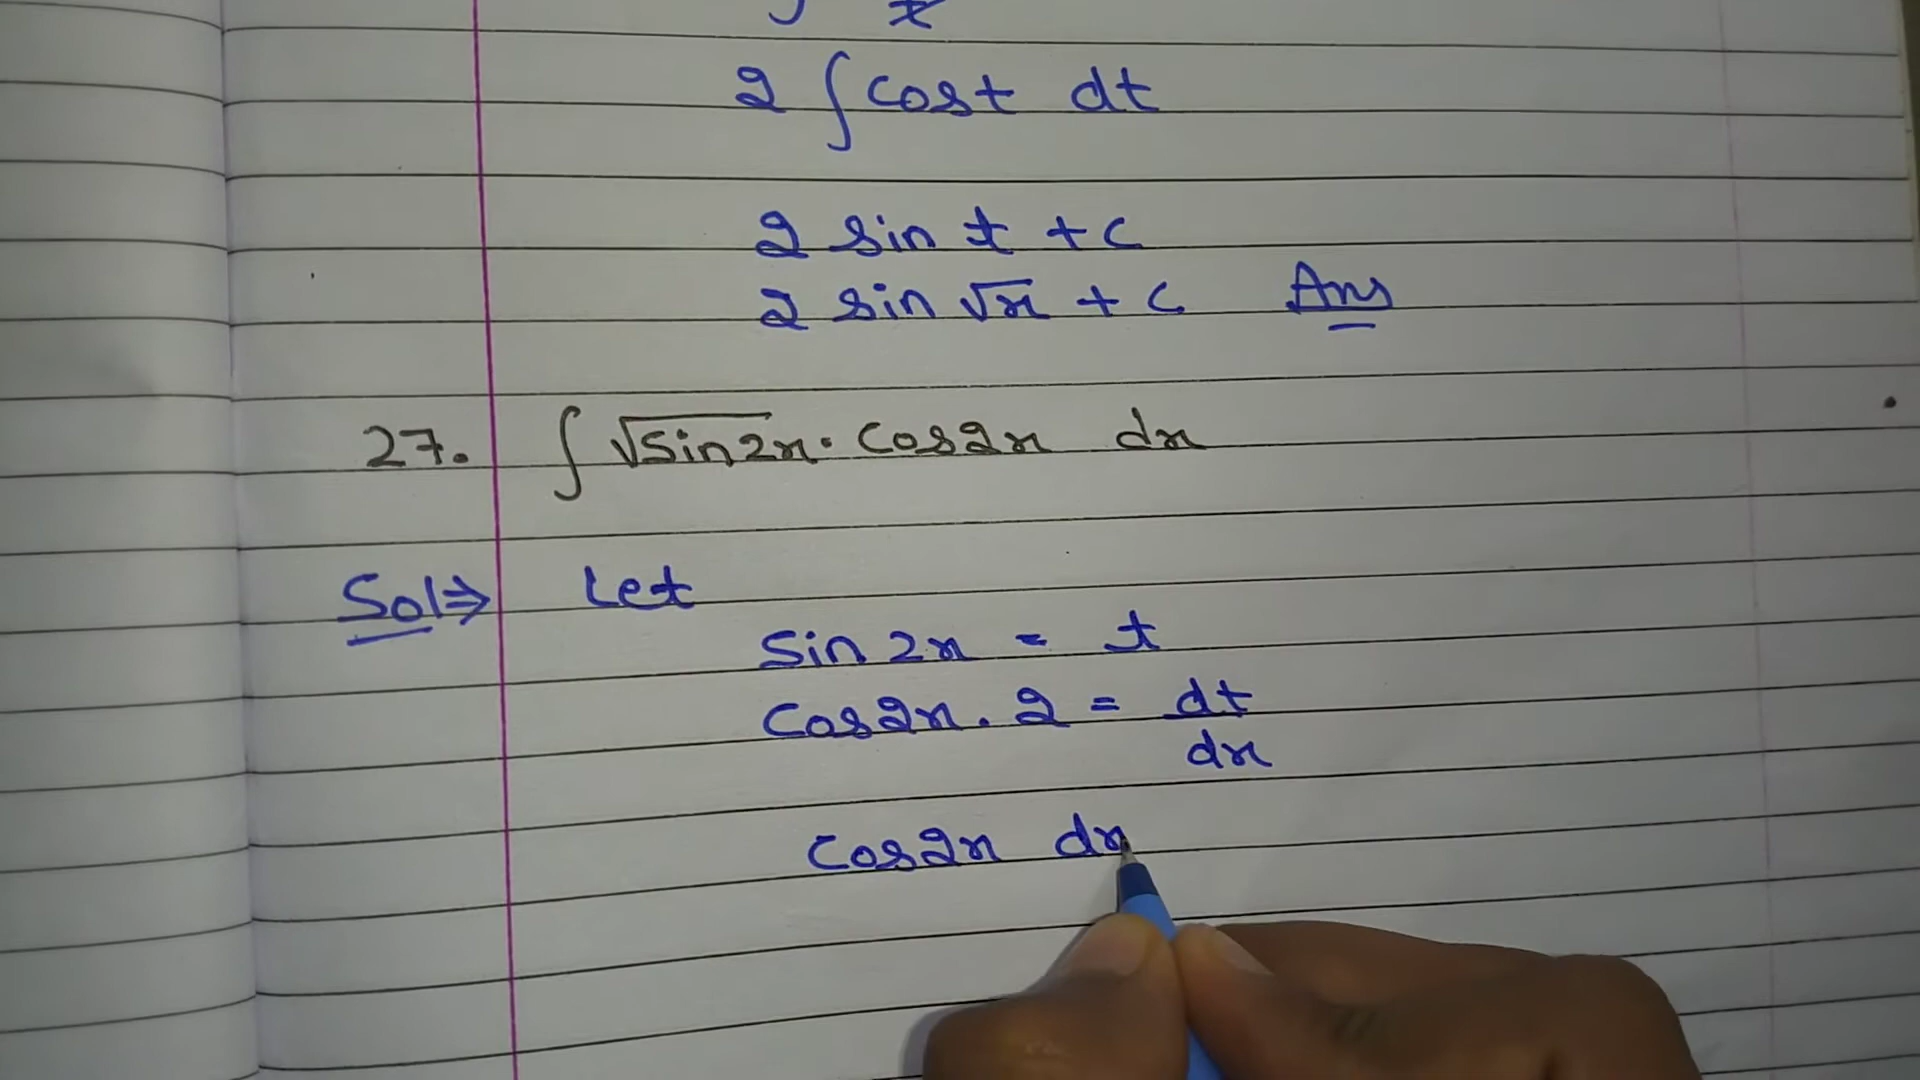 2 ∫ cost dt
2 sin t + c
2 sin √x + c Ans
27. ∫ √sin2x · cos2x dx
Sol⇒ Let
sin 2x = t
cos2x . 2 = dt
dx
cos2x dx